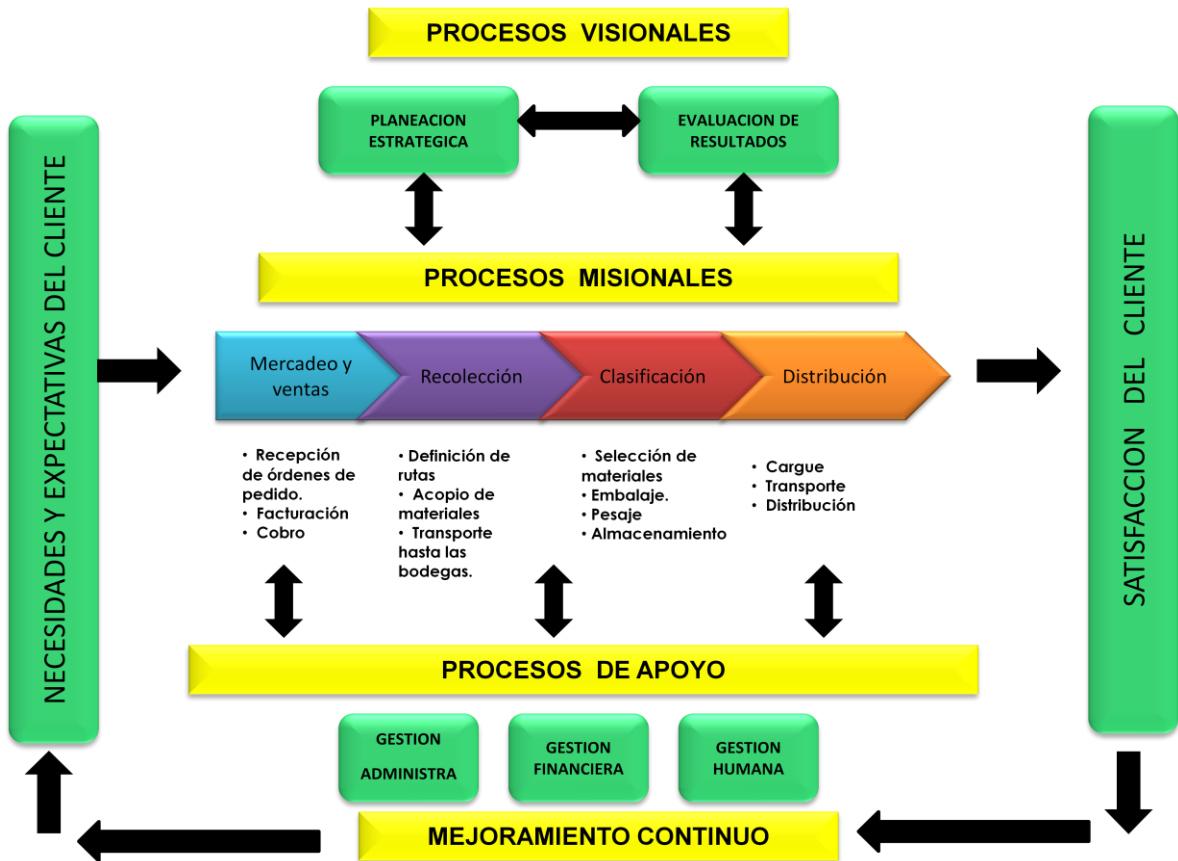 PROCESOS VISIONALES
PLANEACION
ESTRATEGICA
EVALUACION DE
RESULTADOS
NECESIDADES Y EXPECTATIVAS DEL CLIENTE
PROCESOS MISIONALES
Mercadeo y
ventas
Recolección
Clasificación
Distribución
• Recepción
de órdenes de
pedido.
• Facturación
• Cobro
• Definición de
rutas
• Acopio de
materiales
• Transporte
hasta las
bodegas.
• Selección de
materiales
• Embalaje.
• Pesaje
• Almacenamiento
• Cargue
• Transporte
• Distribución
SATISFACCION DEL CLIENTE
PROCESOS DE APOYO
GESTION
ADMINISTRA
GESTION
FINANCIERA
GESTION
HUMANA
MEJORAMIENTO CONTINUO